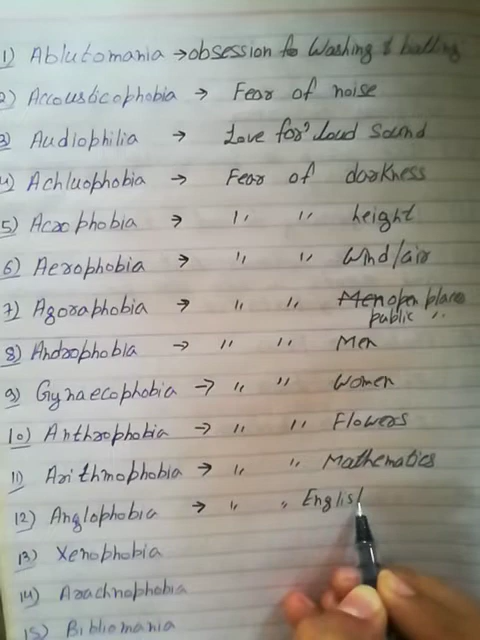 1) Ablutomania → obsession for Washing & bathing
2) Accousticophobia → Fear of noise
3) Audiophilia → Love for loud sound
4) Achluophobia → Fear of darkness
5) Acrophobia → " " height
6) Aerophobia → " " Wind/air
7) Agoraphobia → " " Men open place
public "
8) Androphobia → " " Men
9) Gynaecophobia → " " Women
10) Anthrophobia → " " Flowers
11) Arithmophobia → " " Mathematics
12) Anglophobia → " " Englis
13) Xenophobia
14) Arachnophobia
15) Bibliomania